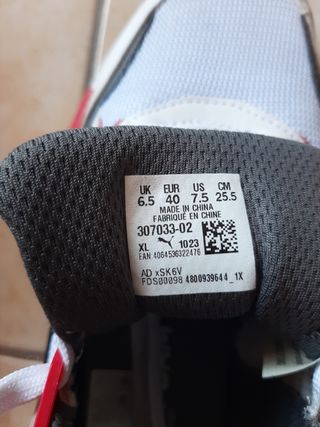 UK EUR US CM
6.5 40 7.5 25.5
MADE IN CHINA
FABRIQUÉ EN CHINE
307033-02
XL 1023
EAN:4064536322476
AD xSK6V
FDS00098 4800939644_1X